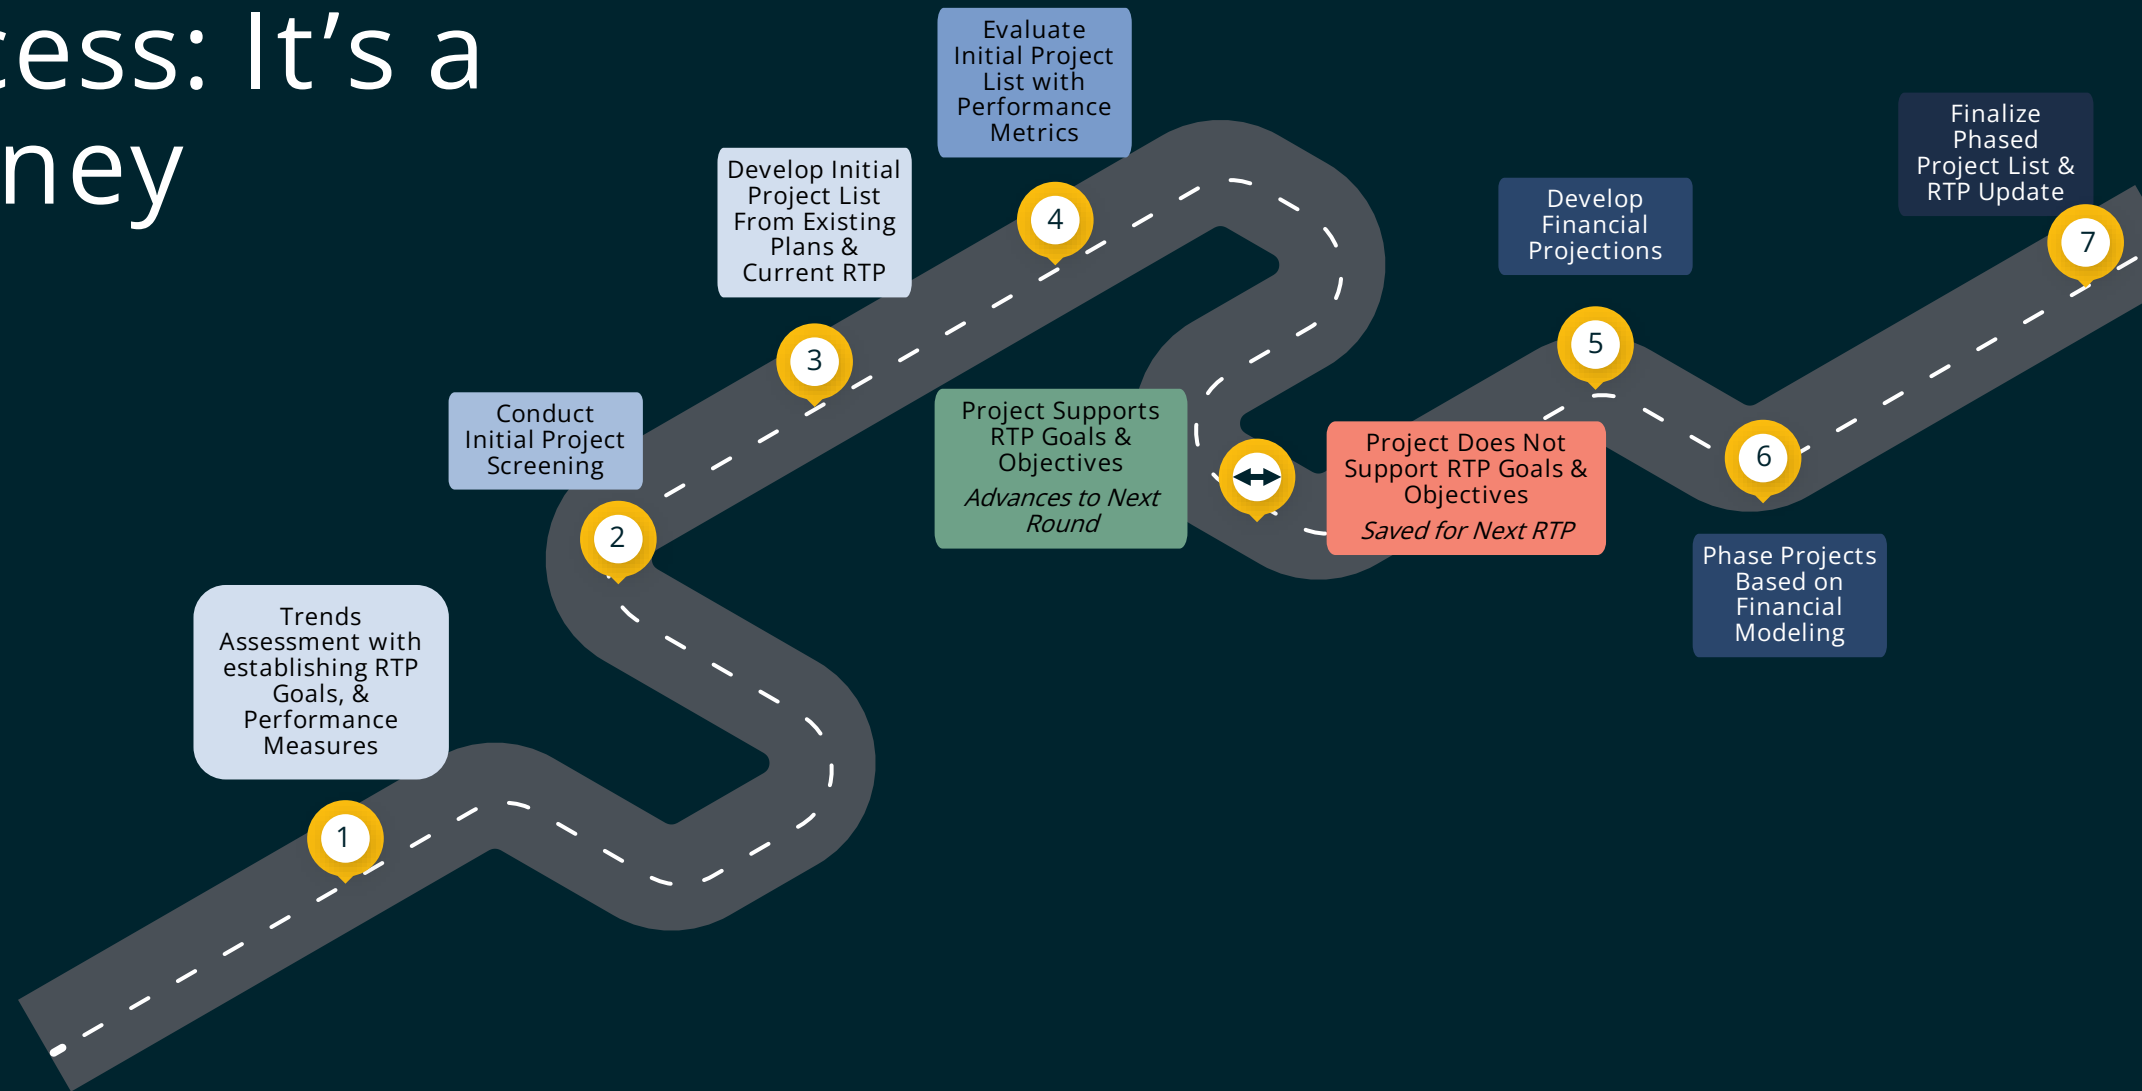 cess: It’s a
ney
Evaluate
Initial Project
List with
Performance
Metrics
Finalize
Phased
Project List &
RTP Update
Develop Initial
Project List
From Existing
Plans &
Current RTP
Develop
Financial
Projections
4
7
5
3
Conduct
Initial Project
Screening
Project Supports
RTP Goals &
Objectives
Advances to Next
Round
Project Does Not
Support RTP Goals &
Objectives
Saved for Next RTP
6
2
Phase Projects
Based on
Financial
Modeling
Trends
Assessment with
establishing RTP
Goals, &
Performance
Measures
1